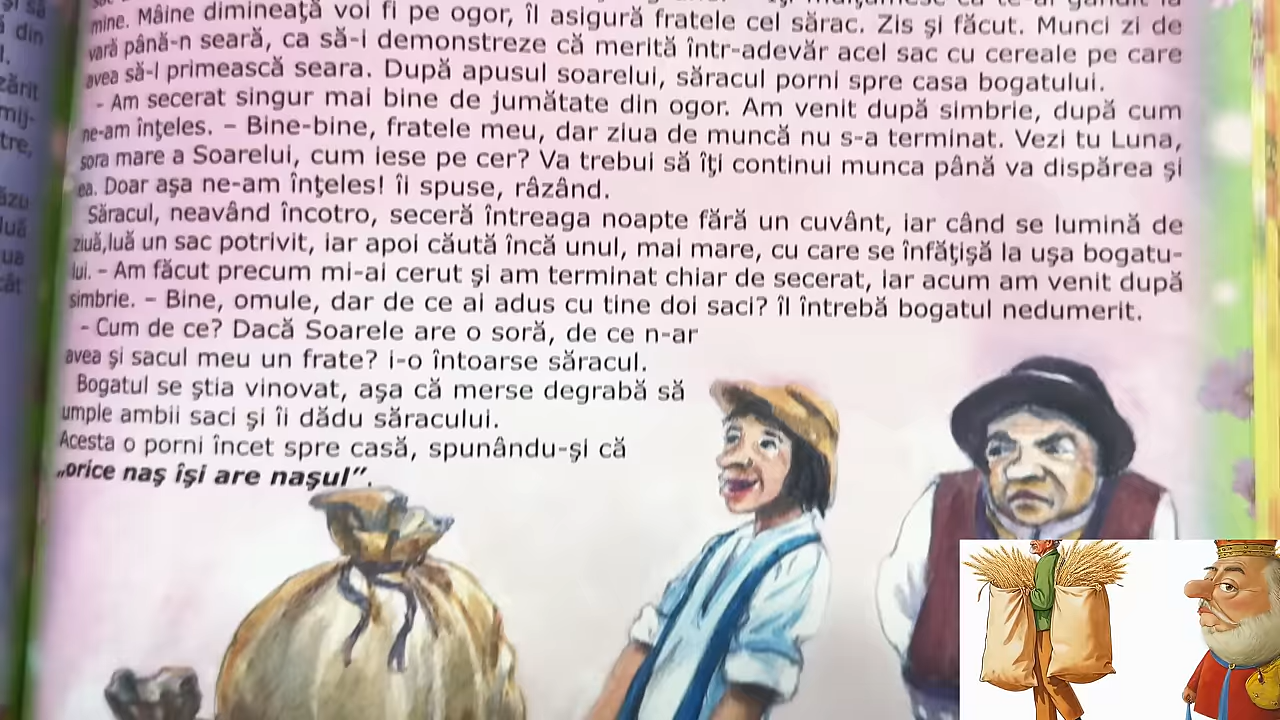 şi să
din
l.
zărit
mij-
tre,
ăzu
luă
ua
cât
mine. Mâine dimineaţă voi fi pe ogor, îl asigură fratele cel sărac. Zis şi făcut. Munci zi de
vară până-n seară, ca să-i demonstreze că merită într-adevăr acel sac cu cereale pe care
avea să-l primească seara. După apusul soarelui, săracul porni spre casa bogatului.
- Am secerat singur mai bine de jumătate din ogor. Am venit după simbrie, după cum
ne-am înţeles. – Bine-bine, fratele meu, dar ziua de muncă nu s-a terminat. Vezi tu Luna,
sora mare a Soarelui, cum iese pe cer? Va trebui să îţi continui munca până va dispărea şi
ea. Doar aşa ne-am înţeles! îi spuse, râzând.
Săracul, neavând încotro, seceră întreaga noapte fără un cuvânt, iar când se lumină de
ziuă,luă un sac potrivit, iar apoi căută încă unul, mai mare, cu care se înfăţişă la uşa bogatu-
lui. – Am făcut precum mi-ai cerut şi am terminat chiar de secerat, iar acum am venit după
simbrie. – Bine, omule, dar de ce ai adus cu tine doi saci? îl întrebă bogatul nedumerit.
- Cum de ce? Dacă Soarele are o soră, de ce n-ar
avea şi sacul meu un frate? i-o întoarse săracul.
Bogatul se ştia vinovat, aşa că merse degrabă să
umple ambii saci şi îi dădu săracului.
Acesta o porni încet spre casă, spunându-şi că
„orice naş îşi are naşul”.